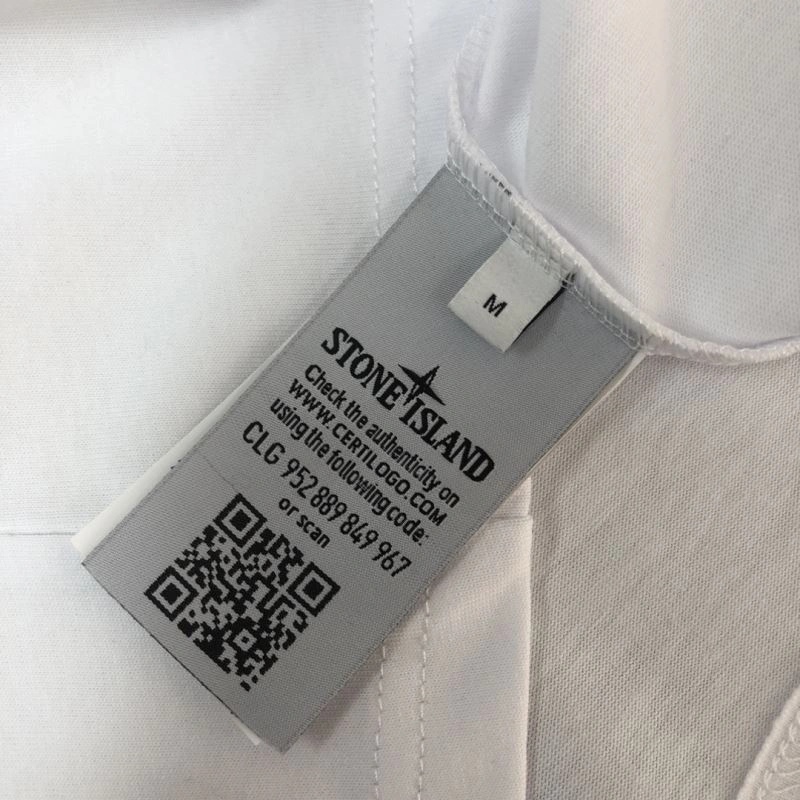 M
STONE ISLAND
Check the authenticity on
WWW.CERTILOGO.COM
using the following code:
CLG 952 889 849 967
or scan